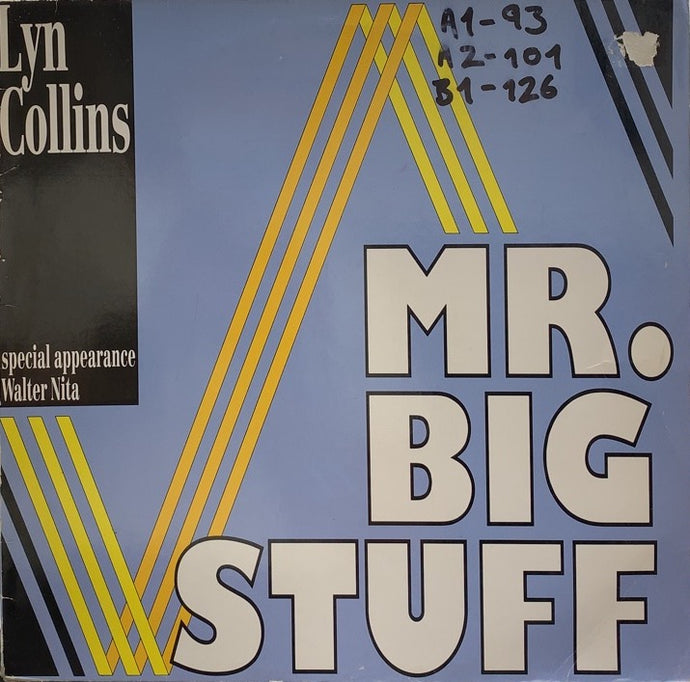 Lyn
Collins
special appearance
Walter Nita
A1-93
A2-101
B1-126
MR.
BIG
STUFF